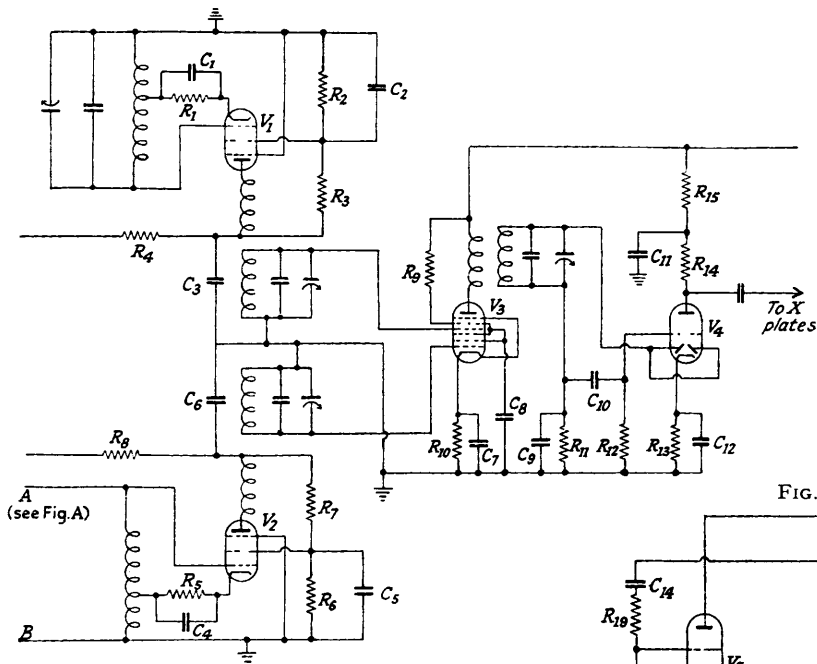 C1
R1
V1
R2
C2
R3
R4
C3
R9
V3
R15
C11
R14
V4
To X
plates
C6
C8
C10
R8
R10
C7
C9
R11
R12
R13
C12
A
(see Fig.A)
V2
R7
FIG.
R5
C4
R6
C5
B
C14
R19